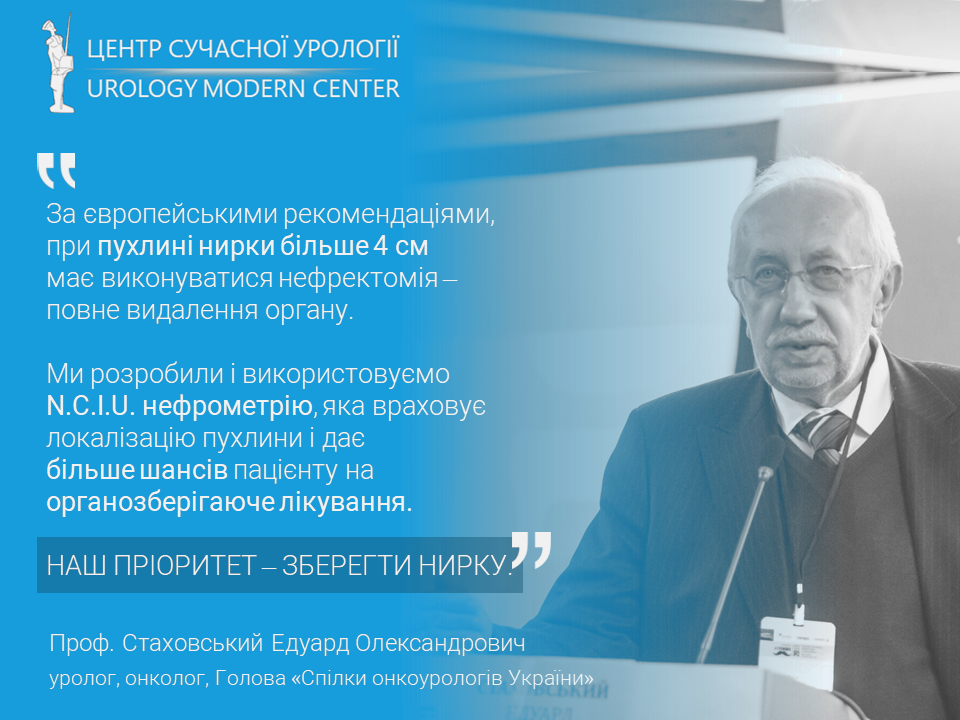 ЦЕНТР СУЧАСНОЇ УРОЛОГІЇ
UROLOGY MODERN CENTER
"
За європейськими рекомендаціями,
при пухлині нирки більше 4 см
має виконуватися нефректомія –
повне видалення органу.
Ми розробили і використовуємо
N.C.I.U. нефрометрію, яка враховує
локалізацію пухлини і дає
більше шансів пацієнту на
органозберігаюче лікування.
НАШ ПРІОРИТЕТ – ЗБЕРЕГТИ НИРКУ."
Проф. Стаховський Едуард Олександрович
уролог, онколог, Голова «Спілки онкоурологів України»
СТАХОВСЬКИЙ
ЕДУАРД